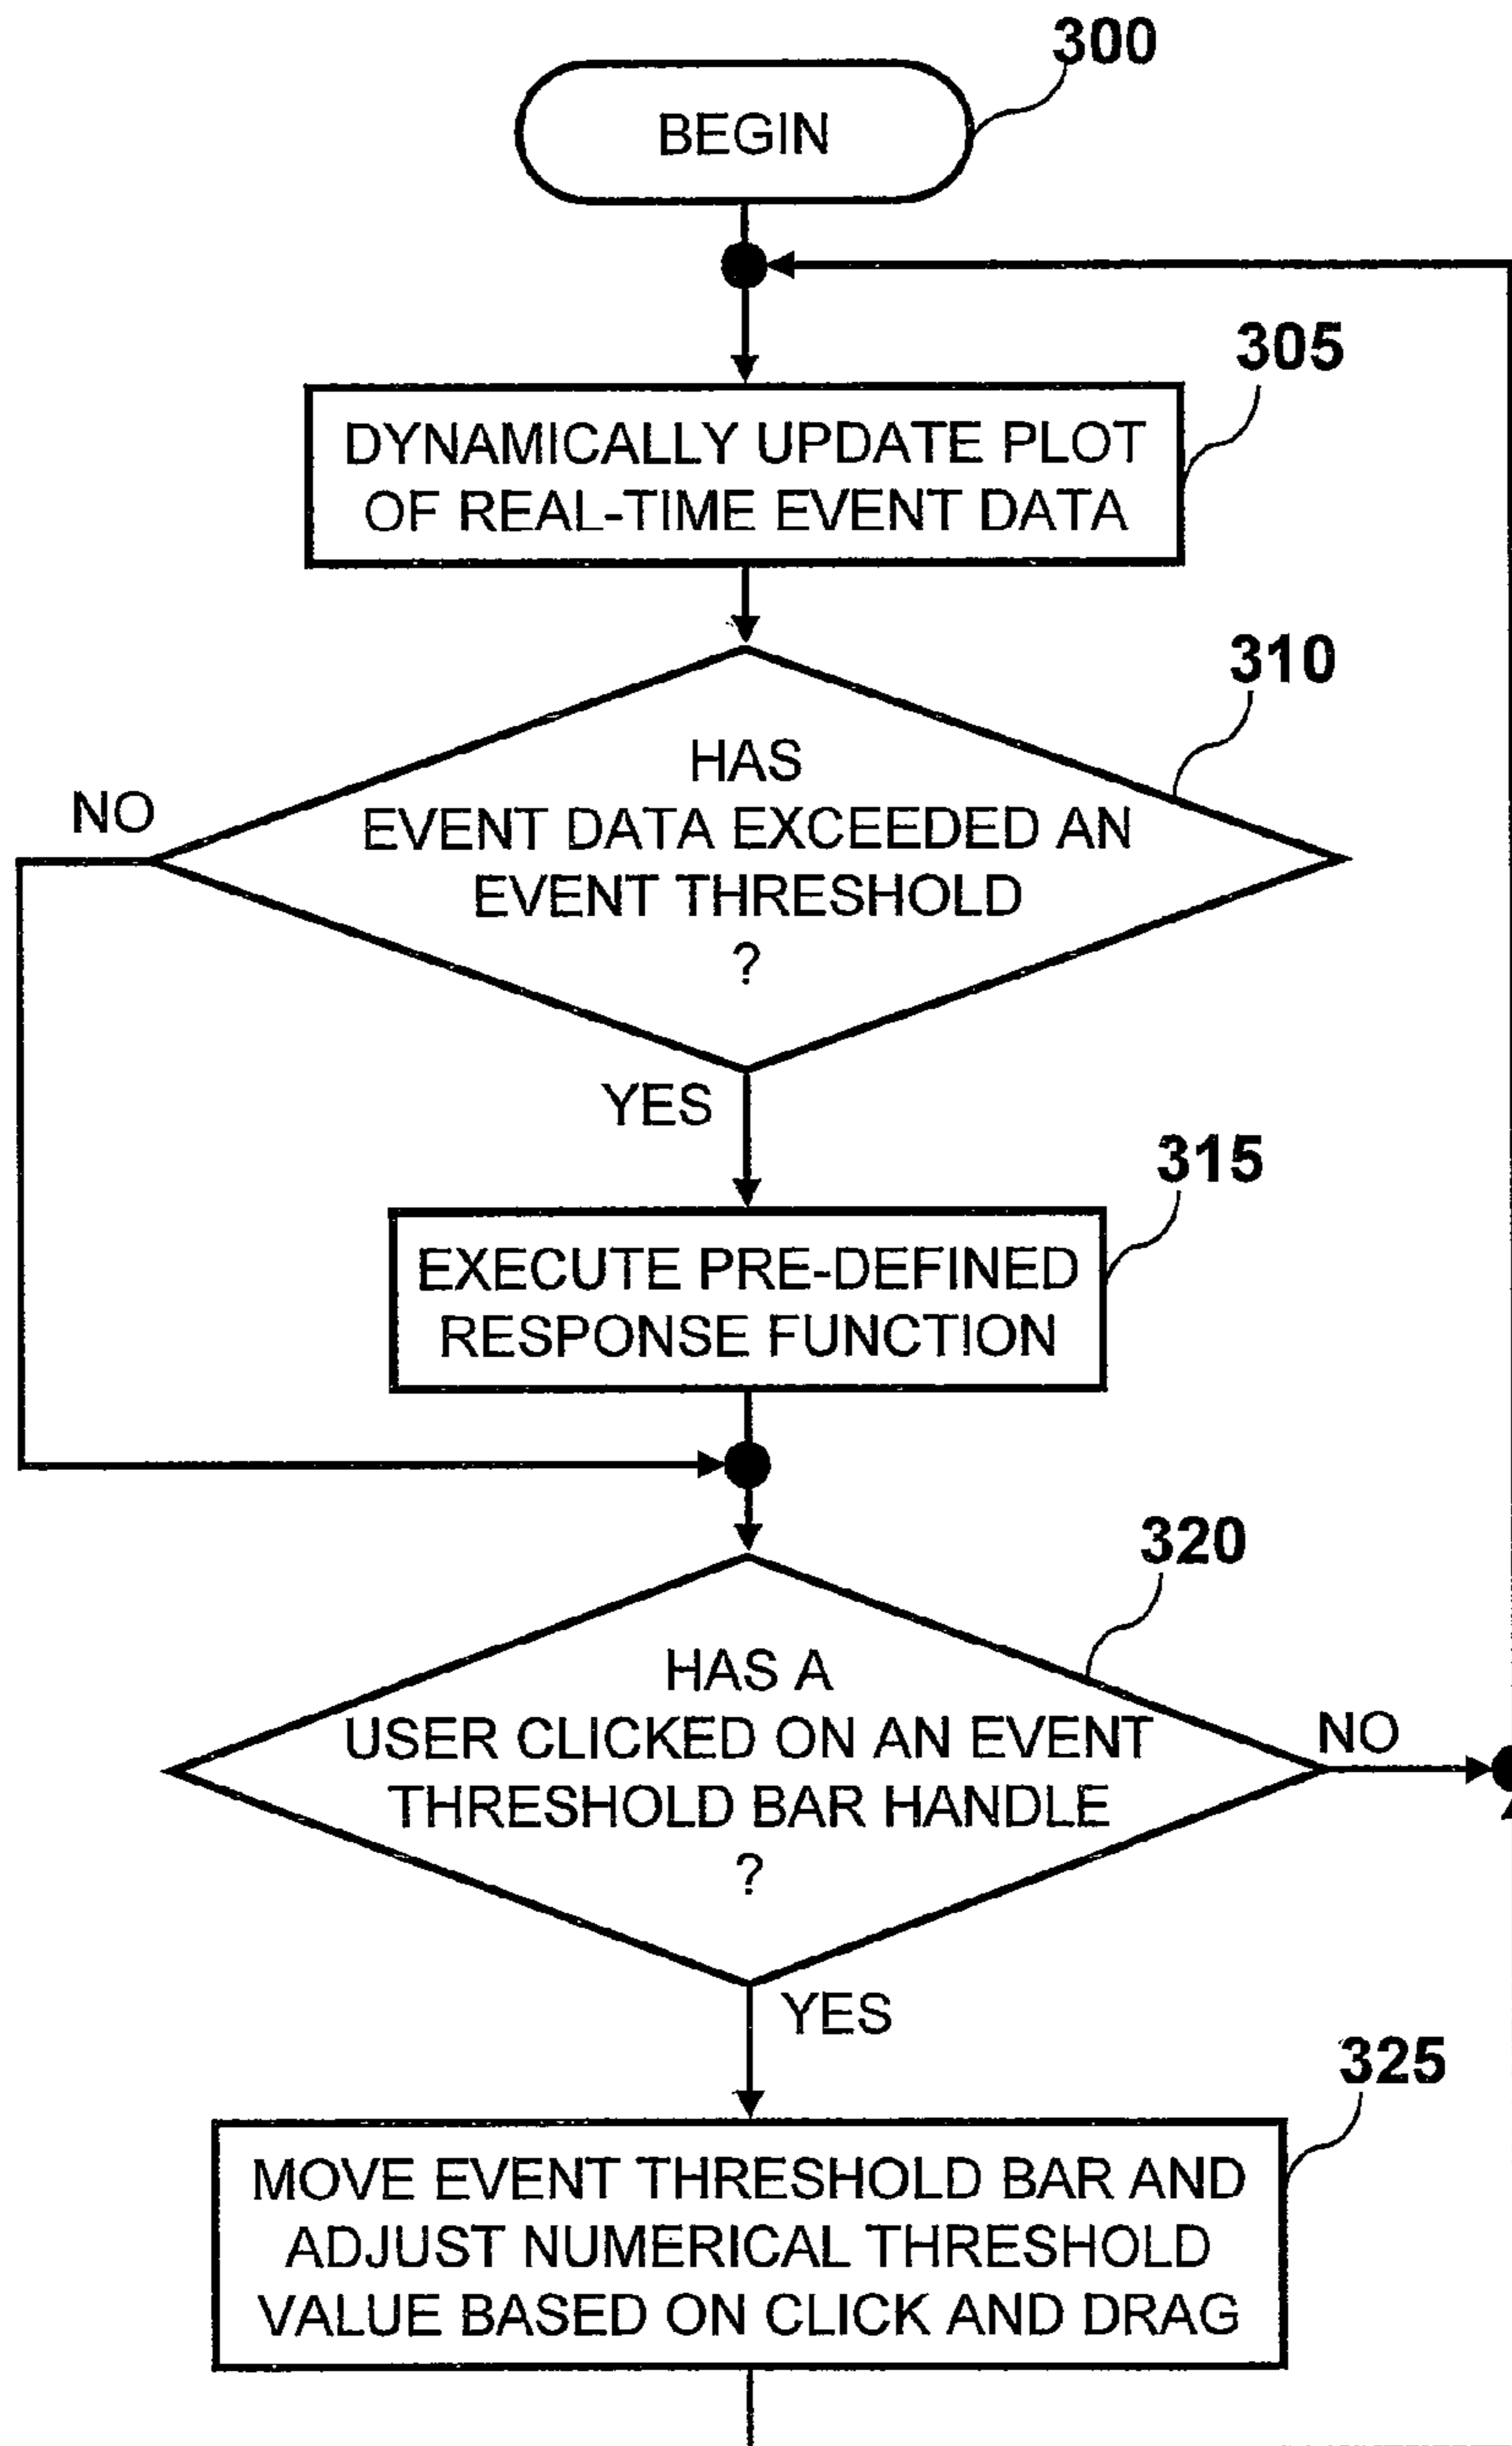 300
BEGIN
305
DYNAMICALLY UPDATE PLOT
OF REAL-TIME EVENT DATA
310
HAS
EVENT DATA EXCEEDED AN
EVENT THRESHOLD
?
NO
YES
315
EXECUTE PRE-DEFINED
RESPONSE FUNCTION
320
HAS A
USER CLICKED ON AN EVENT
THRESHOLD BAR HANDLE
?
NO
YES
325
MOVE EVENT THRESHOLD BAR AND
ADJUST NUMERICAL THRESHOLD
VALUE BASED ON CLICK AND DRAG